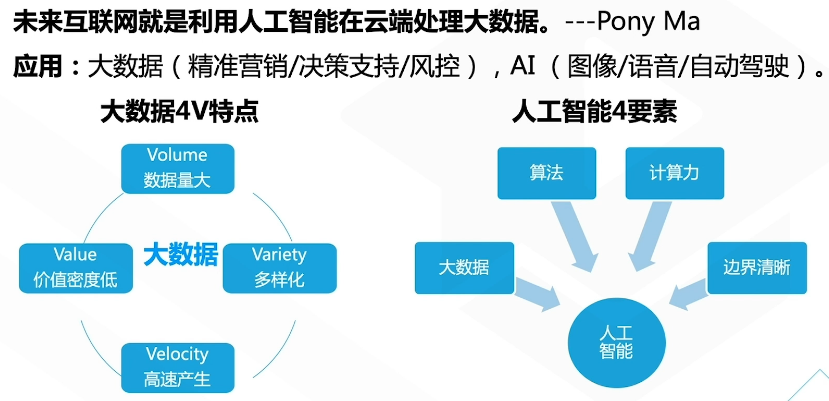 未来互联网就是利用人工智能在云端处理大数据。---Pony Ma
应用：大数据（精准营销/决策支持/风控），AI（图像/语音/自动驾驶）。
大数据4V特点
Volume
数据量大
Value
价值密度低
大数据
Variety
多样化
Velocity
高速产生
人工智能4要素
算法
计算力
大数据
边界清晰
人工
智能